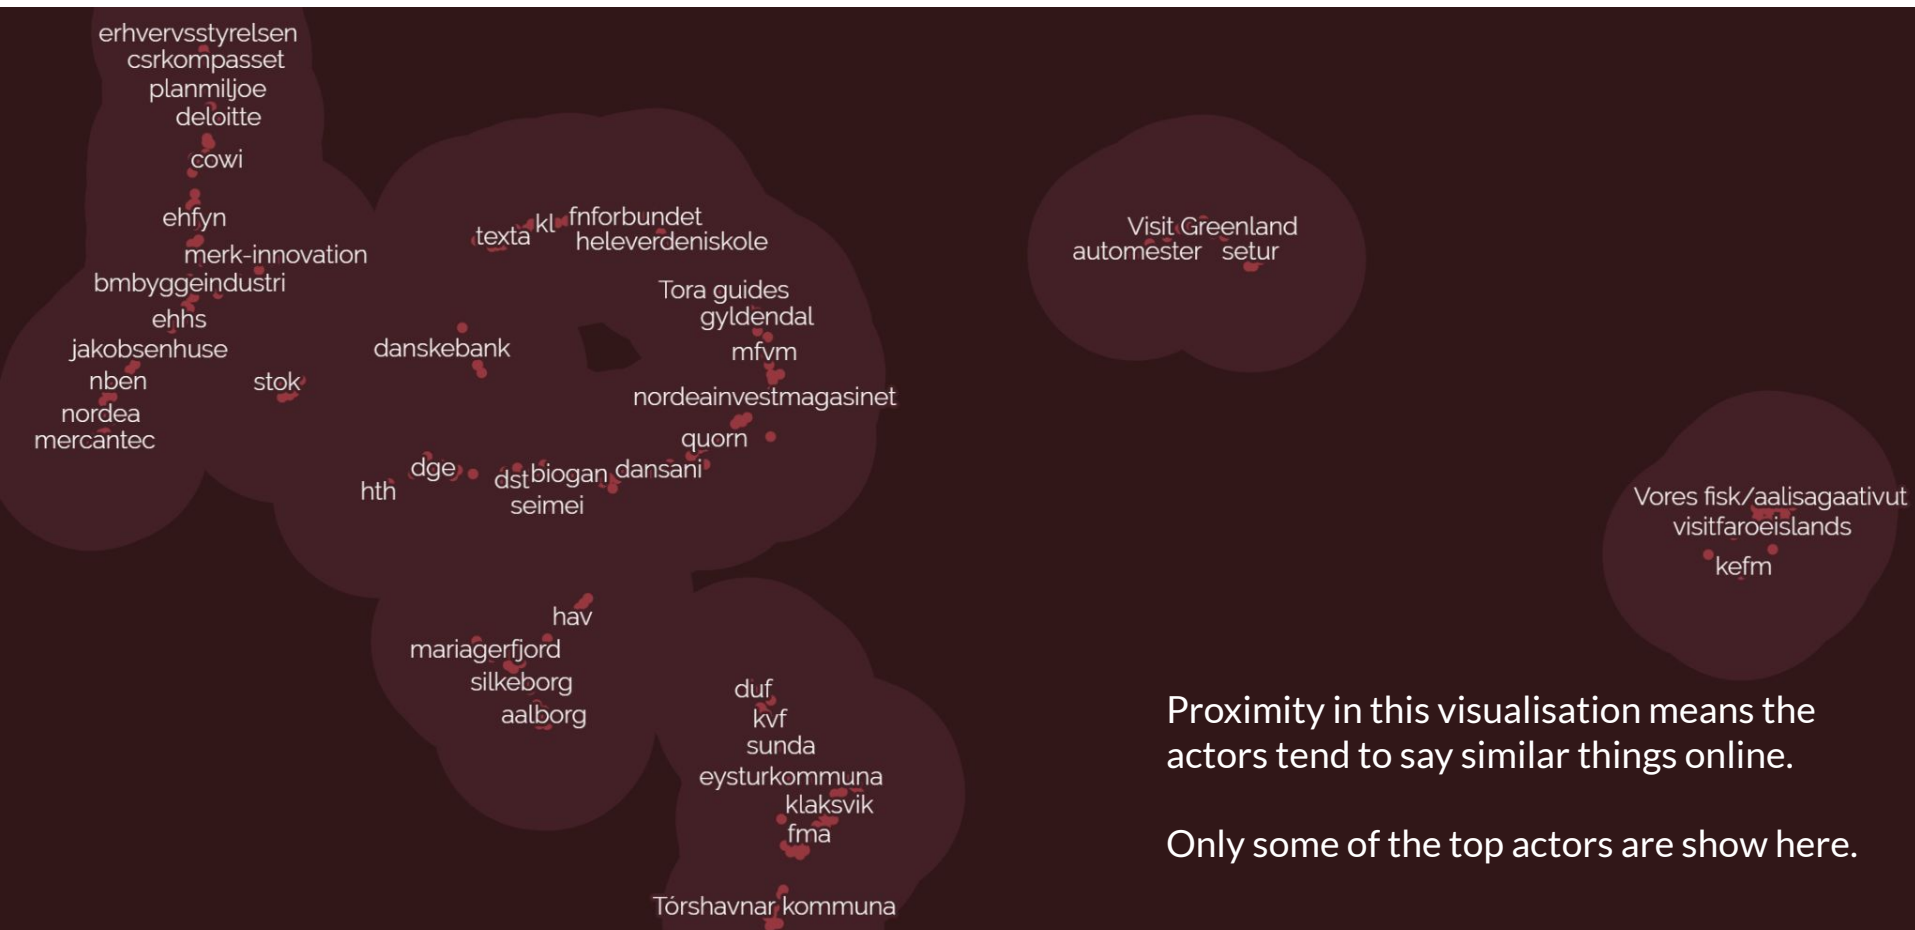 erhvervsstyrelsen
csrkompasset
planmiljoe
deloitte
cowi
ehfyn
merk-innovation
bmbyggeindustri
ehhs
jakobsenhuse
nben
nordea
mercantec
stok
texta
kl
fnforbundet
heleverdeniskole
Tora guides
gyldendal
mfvm
danskebank
nordeainvestmagasinet
quorn
dansani
biogan
dst
seimei
dge
hth
hav
mariagerfjord
silkeborg
aalborg
duf
kvf
sunda
eysturkommuna
klaksvik
fma
Tórshavnar kommuna
Visit Greenland
automester
setur
Vores fisk/aalisagaativut
visitfaroeislands
kefm
Proximity in this visualisation means the
actors tend to say similar things online.
Only some of the top actors are show here.